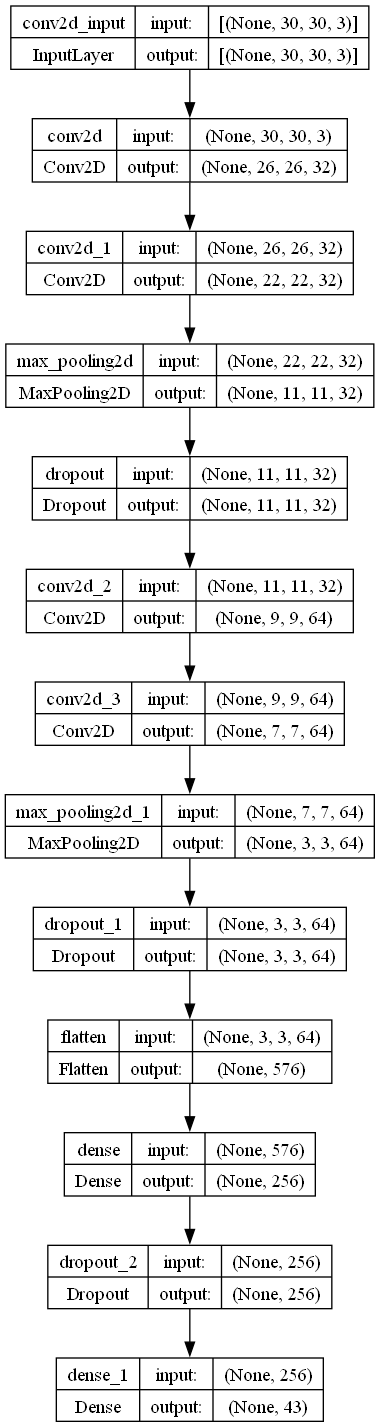 conv2d_input input: [(None, 30, 30, 3)]
InputLayer output: [(None, 30, 30, 3)]
conv2d input: (None, 30, 30, 3)
Conv2D output: (None, 26, 26, 32)
conv2d_1 input: (None, 26, 26, 32)
Conv2D output: (None, 22, 22, 32)
max_pooling2d input: (None, 22, 22, 32)
MaxPooling2D output: (None, 11, 11, 32)
dropout input: (None, 11, 11, 32)
Dropout output: (None, 11, 11, 32)
conv2d_2 input: (None, 11, 11, 32)
Conv2D output: (None, 9, 9, 64)
conv2d_3 input: (None, 9, 9, 64)
Conv2D output: (None, 7, 7, 64)
max_pooling2d_1 input: (None, 7, 7, 64)
MaxPooling2D output: (None, 3, 3, 64)
dropout_1 input: (None, 3, 3, 64)
Dropout output: (None, 3, 3, 64)
flatten input: (None, 3, 3, 64)
Flatten output: (None, 576)
dense input: (None, 576)
Dense output: (None, 256)
dropout_2 input: (None, 256)
Dropout output: (None, 256)
dense_1 input: (None, 256)
Dense output: (None, 43)